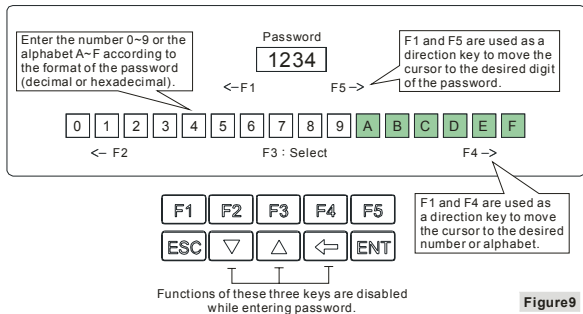 Enter the number 0~9 or the
alphabet A~F according to
the format of the password
(decimal or hexadecimal).
Password
1234
<–F1 F5–>
F1 and F5 are used as a
direction key to move the
cursor to the desired digit
of the password.
0 1 2 3 4 5 6 7 8 9 A B C D E F
<– F2 F3 : Select F4 –>
F1 and F4 are used as
a direction key to move
the cursor to the desired
number or alphabet.
F1 F2 F3 F4 F5
ESC ▽ △ ⇦ ENT
Functions of these three keys are disabled
while entering password.
Figure9